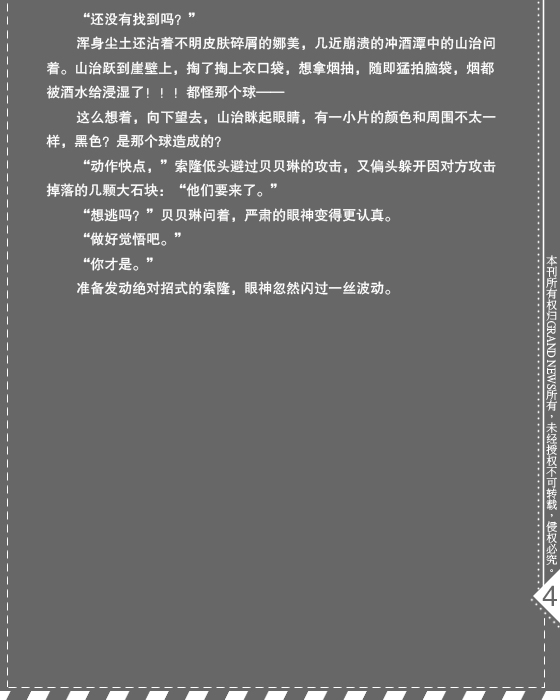 “还没有找到吗？”
浑身尘土还沾着不明皮肤碎屑的娜美，几近崩溃的冲酒潭中的山治问
着。山治跃到崖壁上，掏了掏上衣口袋，想拿烟抽，随即猛拍脑袋，烟都
被酒水给浸湿了！！！都怪那个球——
这么想着，向下望去，山治眯起眼睛，有一小片的颜色和周围不太一
样，黑色？是那个球造成的？
“动作快点，”索隆低头避过贝贝琳的攻击，又偏头躲开因对方攻击
掉落的几颗大石块：“他们要来了。”
“想逃吗？”贝贝琳问着，严肃的眼神变得更认真。
“做好觉悟吧。”
“你才是。”
准备发动绝对招式的索隆，眼神忽然闪过一丝波动。
本刊所有权归GRAND NEWS所有，未经授权不可转载，侵权必究。
4